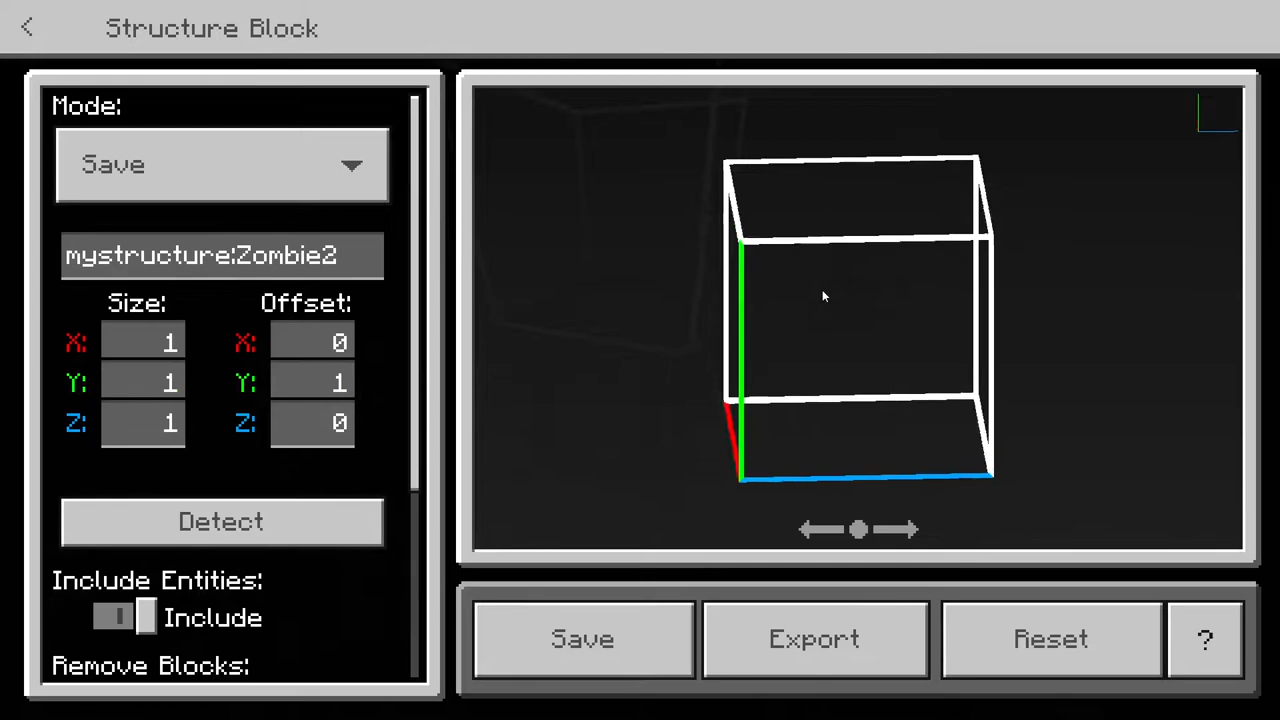 Structure Block
Mode:
Save
mystructure:Zombie2
Size: Offset:
X: 1 X: 0
Y: 1 Y: 1
Z: 1 Z: 0
Detect
Include Entities:
Include
Remove Blocks:
Save Export Reset ?